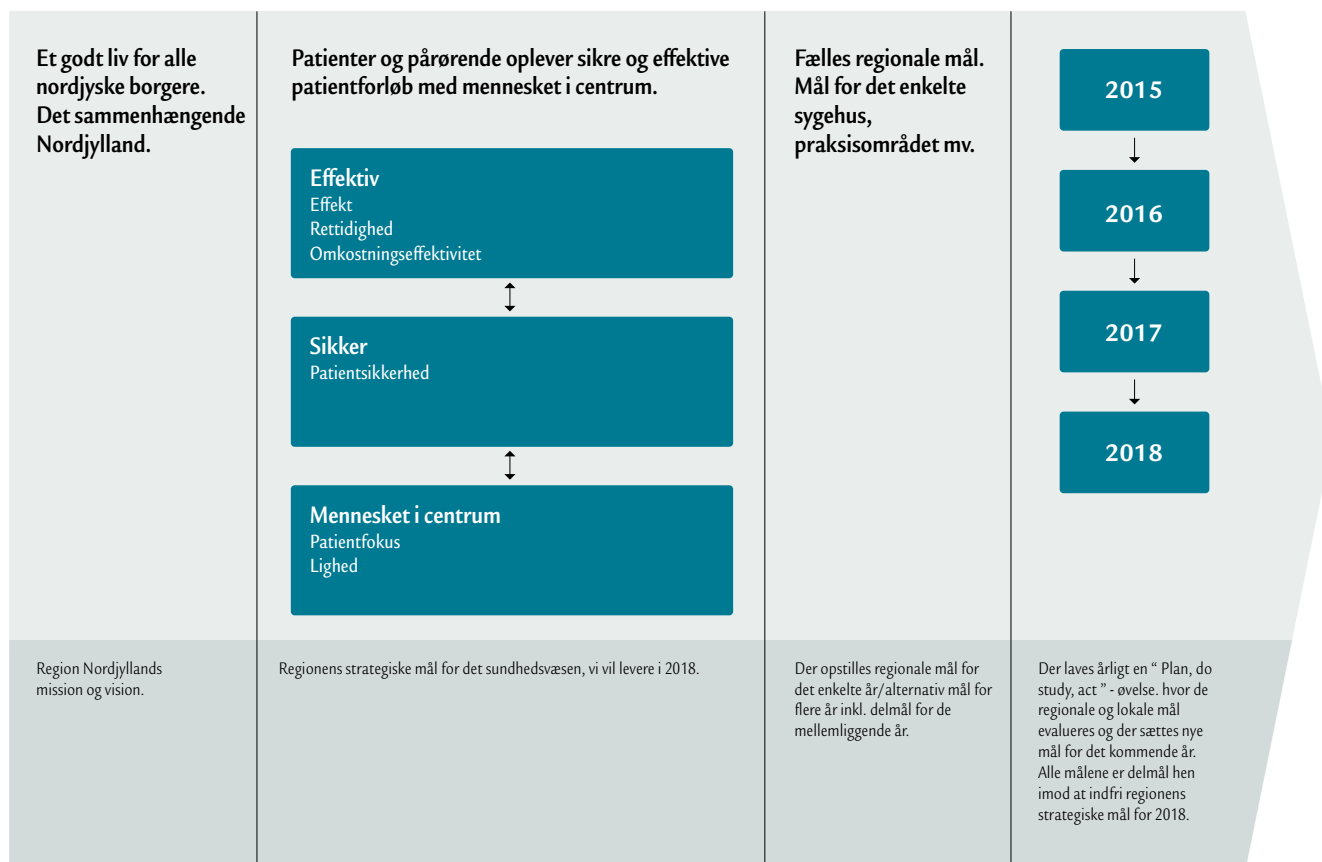 Et godt liv for alle
nordjyske borgere.
Det sammenhængende
Nordjylland.
Patienter og pårørende oplever sikre og effektive
patientforløb med mennesket i centrum.
Effektiv
Effekt
Rettidighed
Omkostningseffektivitet
Sikker
Patientsikkerhed
Mennesket i centrum
Patientfokus
Lighed
Fælles regionale mål.
Mål for det enkelte
sygehus,
praksisområdet mv.
2015
2016
2017
2018
Region Nordjyllands
mission og vision.
Regionens strategiske mål for det sundhedsvæsen, vi vil levere i 2018.
Der opstilles regionale mål for
det enkelte år/alternativ mål for
flere år inkl. delmål for de
mellemliggende år.
Der laves årligt en “ Plan, do
study, act ” - øvelse. hvor de
regionale og lokale mål
evalueres og der sættes nye
mål for det kommende år.
Alle målene er delmål hen
imod at indfri regionens
strategiske mål for 2018.